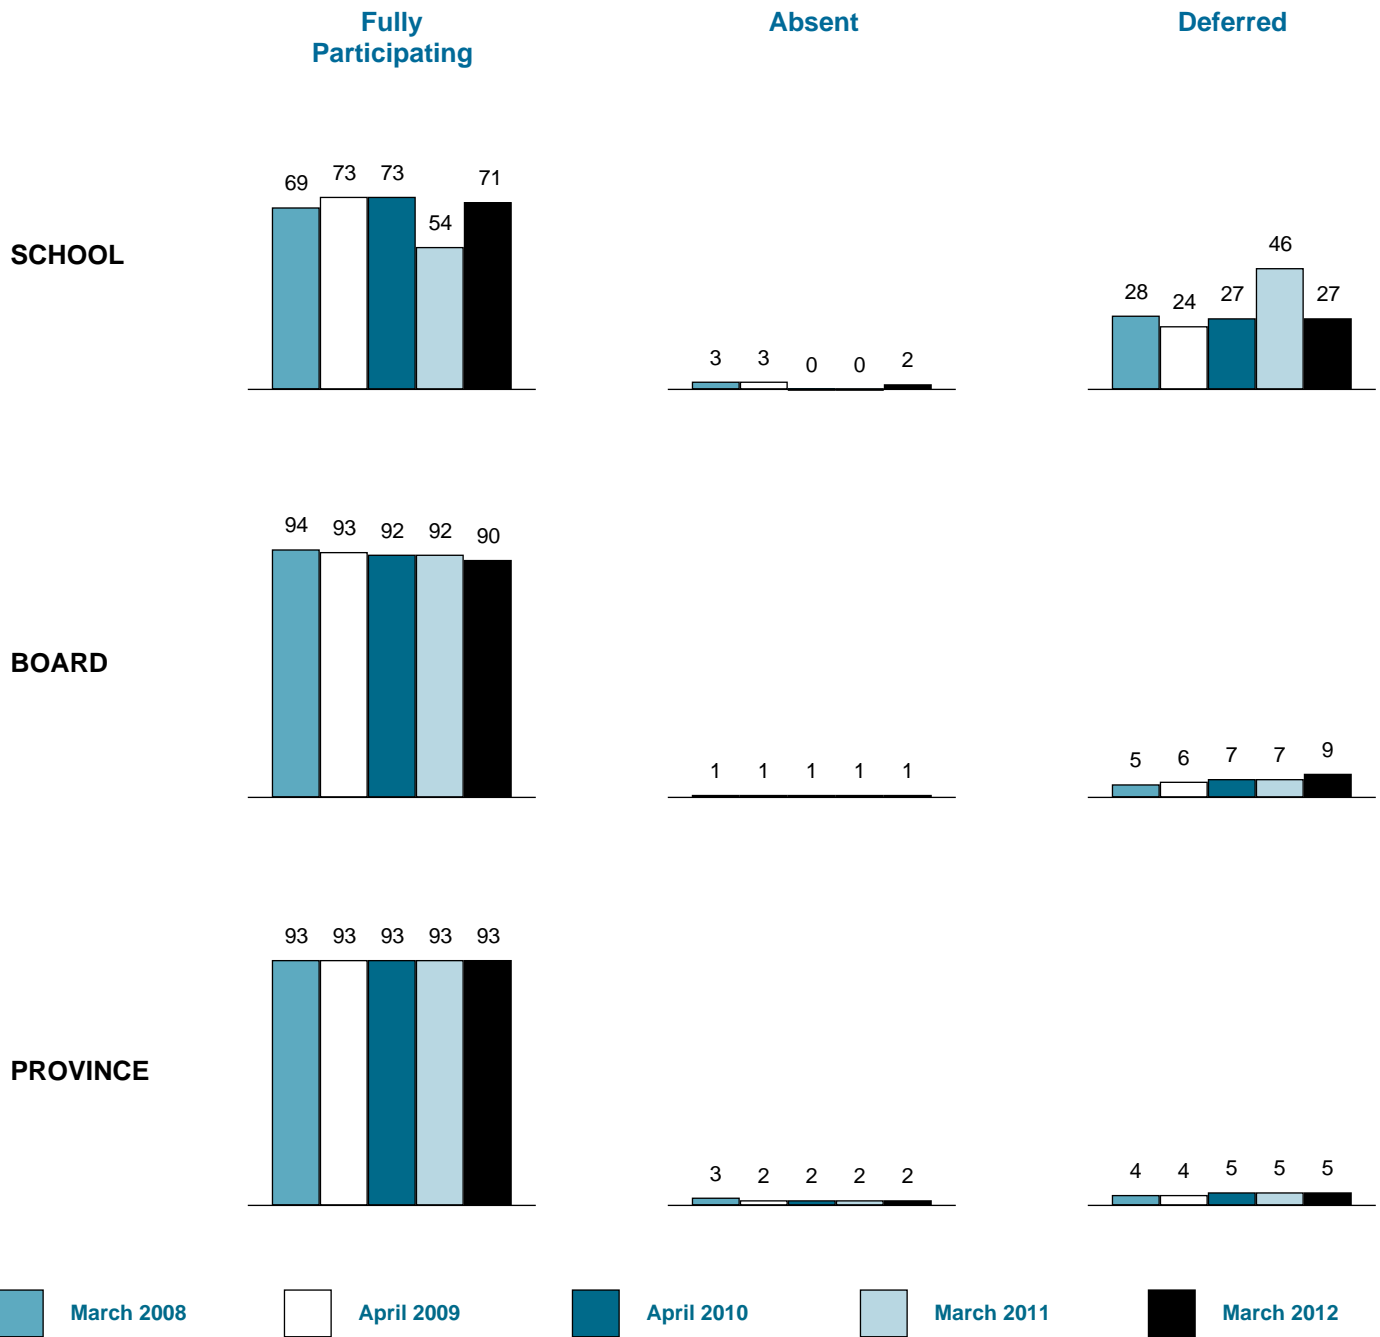 Fully
Participating
Absent
Deferred
SCHOOL
69 73 73 54 71
3 3 0 0 2
28 24 27 46 27
BOARD
94 93 92 92 90
1 1 1 1 1
5 6 7 7 9
PROVINCE
93 93 93 93 93
3 2 2 2 2
4 4 5 5 5
March 2008
April 2009
April 2010
March 2011
March 2012